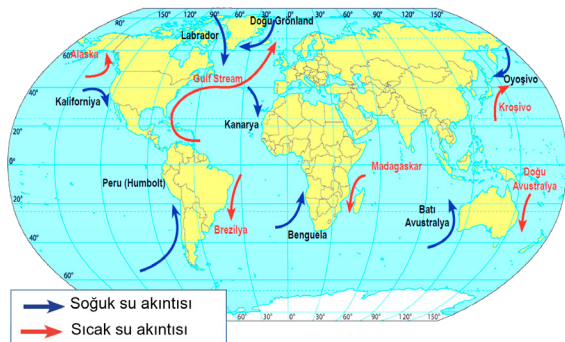 150° 120° 90° 60° 30° 0° 30° 60° 90° 120° 150°
80°
Doğu Grönland
Labrador
Alaska
Gulf Stream
Oyoşivo
40°
Kaliforniya
Kroşivo
Kanarya
20°
0°
Madagaskar
Peru (Humbolt)
Doğu
Avustralya
20°
Batı
Avustralya
Brezilya
Benguela
40°
60°
Soğuk su akıntısı
Sıcak su akıntısı
60° 30° 0° 30° 60° 90° 120° 150°